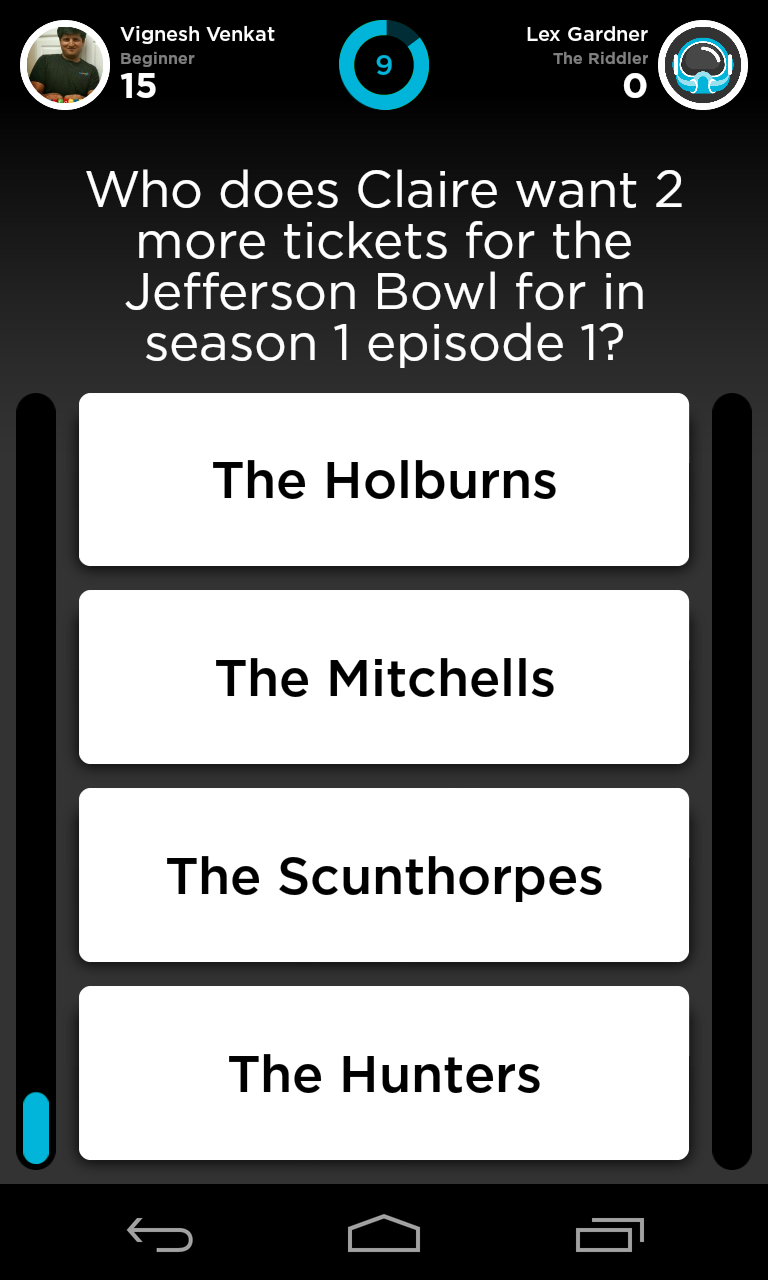 Vignesh Venkat
Beginner
15
9
Lex Gardner
The Riddler
0
Who does Claire want 2
more tickets for the
Jefferson Bowl for in
season 1 episode 1?
The Holburns
The Mitchells
The Scunthorpes
The Hunters